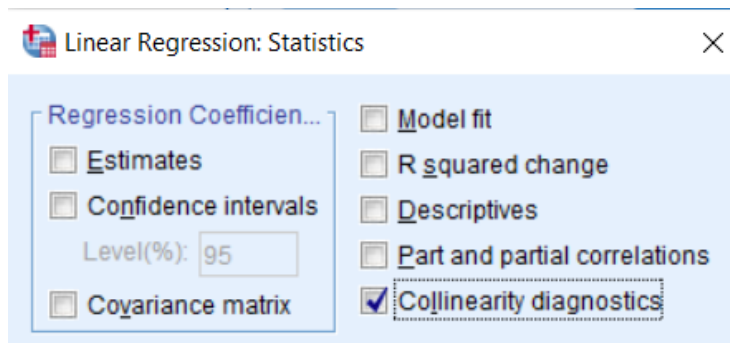 Linear Regression: Statistics
Regression Coefficien...
Estimates
Confidence intervals
Level(%): 95
Covariance matrix
Model fit
R squared change
Descriptives
Part and partial correlations
Collinearity diagnostics